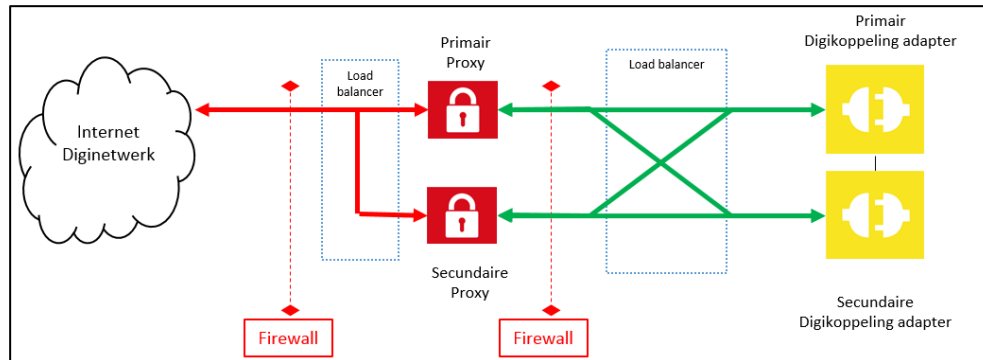 Internet
Diginetwerk
Load
balancer
Primair
Proxy
Load balancer
Primair
Digikoppeling adapter
Secundaire
Proxy
Secundaire
Digikoppeling adapter
Firewall
Firewall